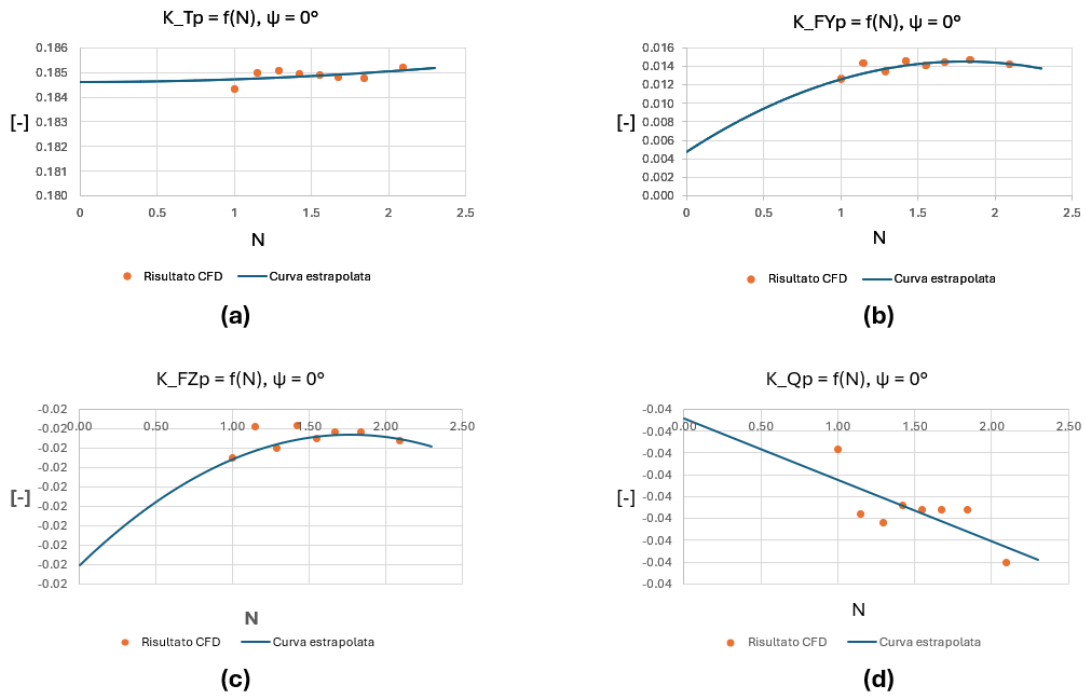 K_Tp = f(N), ψ = 0°
0.186
0.185
0.184
0.183
0.182
0.181
0.180
[-]
0 0.5 1 1.5 2 2.5
N
Risultato CFD Curva estrapolata
(a)
K_FYp = f(N), ψ = 0°
0.016
0.014
0.012
0.010
0.008
0.006
0.004
0.002
0.000
[-]
0 0.5 1 1.5 2 2.5
N
Risultato CFD Curva estrapolata
(b)
K_FZp = f(N), ψ = 0°
-0.02
-0.02
-0.02
-0.02
-0.02
-0.02
-0.02
-0.02
-0.02
-0.02
[-]
0.00 0.50 1.00 1.50 2.00 2.50
N
Risultato CFD Curva estrapolata
(c)
K_Qp = f(N), ψ = 0°
-0.04
-0.04
-0.04
-0.04
-0.04
-0.04
-0.04
-0.04
-0.04
[-]
0.00 0.50 1.00 1.50 2.00 2.50
N
Risultato CFD Curva estrapolata
(d)